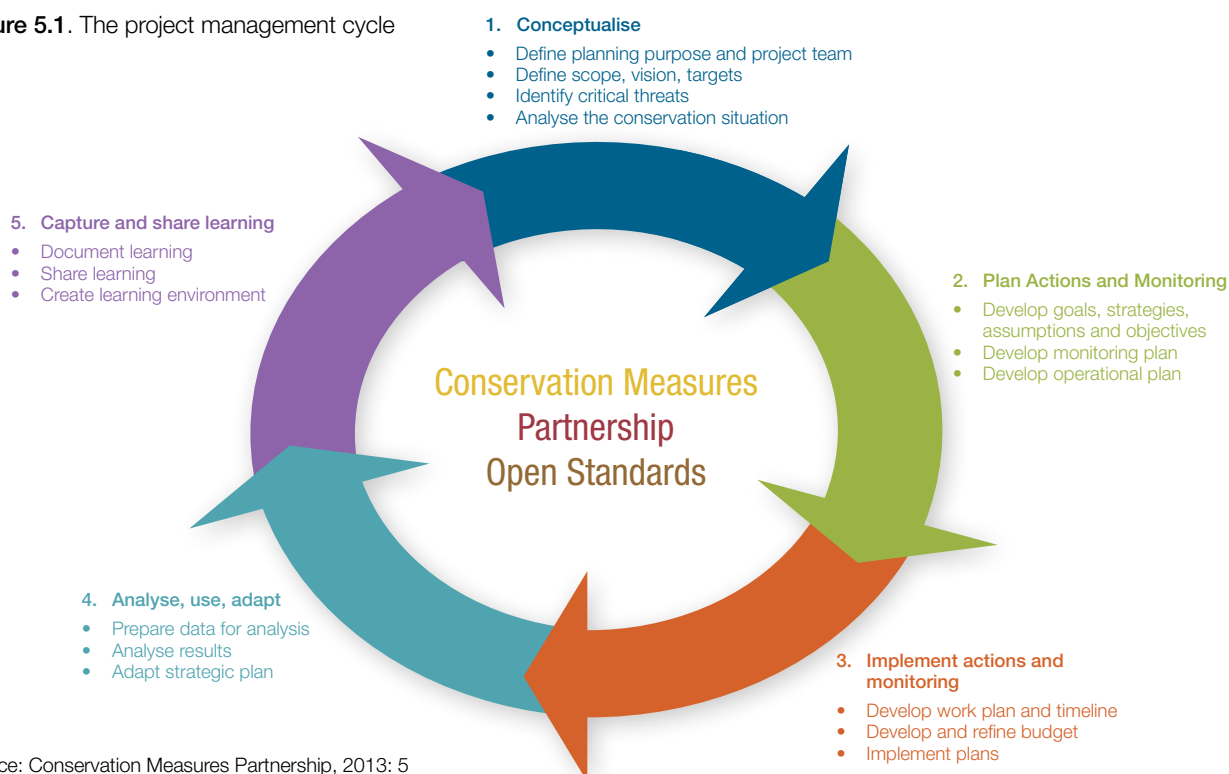 ure 5.1. The project management cycle
1. Conceptualise
• Define planning purpose and project team
• Define scope, vision, targets
• Identify critical threats
• Analyse the conservation situation
5. Capture and share learning
• Document learning
• Share learning
• Create learning environment
2. Plan Actions and Monitoring
• Develop goals, strategies,
assumptions and objectives
• Develop monitoring plan
• Develop operational plan
Conservation Measures
Partnership
Open Standards
4. Analyse, use, adapt
• Prepare data for analysis
• Analyse results
• Adapt strategic plan
3. Implement actions and
monitoring
• Develop work plan and timeline
• Develop and refine budget
• Implement plans
ce: Conservation Measures Partnership, 2013: 5